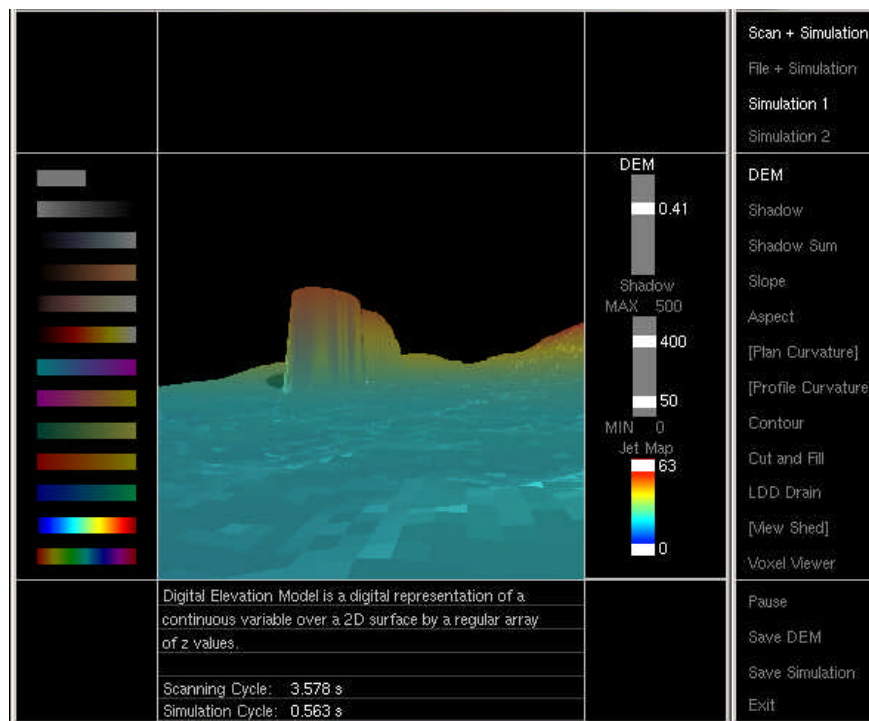 Scan + Simulation
File + Simulation
Simulation 1
Simulation 2
DEM
0.41
Shadow
MAX 500
400
50
MIN 0
Jet Map
63
0
DEM
Shadow
Shadow Sum
Slope
Aspect
[Plan Curvature]
[Profile Curvature
Contour
Cut and Fill
LDD Drain
[View Shed]
Voxel Viewer
Digital Elevation Model is a digital representation of a
continuous variable over a 2D surface by a regular array
of z values.
Scanning Cycle: 3.578 s
Simulation Cycle: 0.563 s
Pause
Save DEM
Save Simulation
Exit